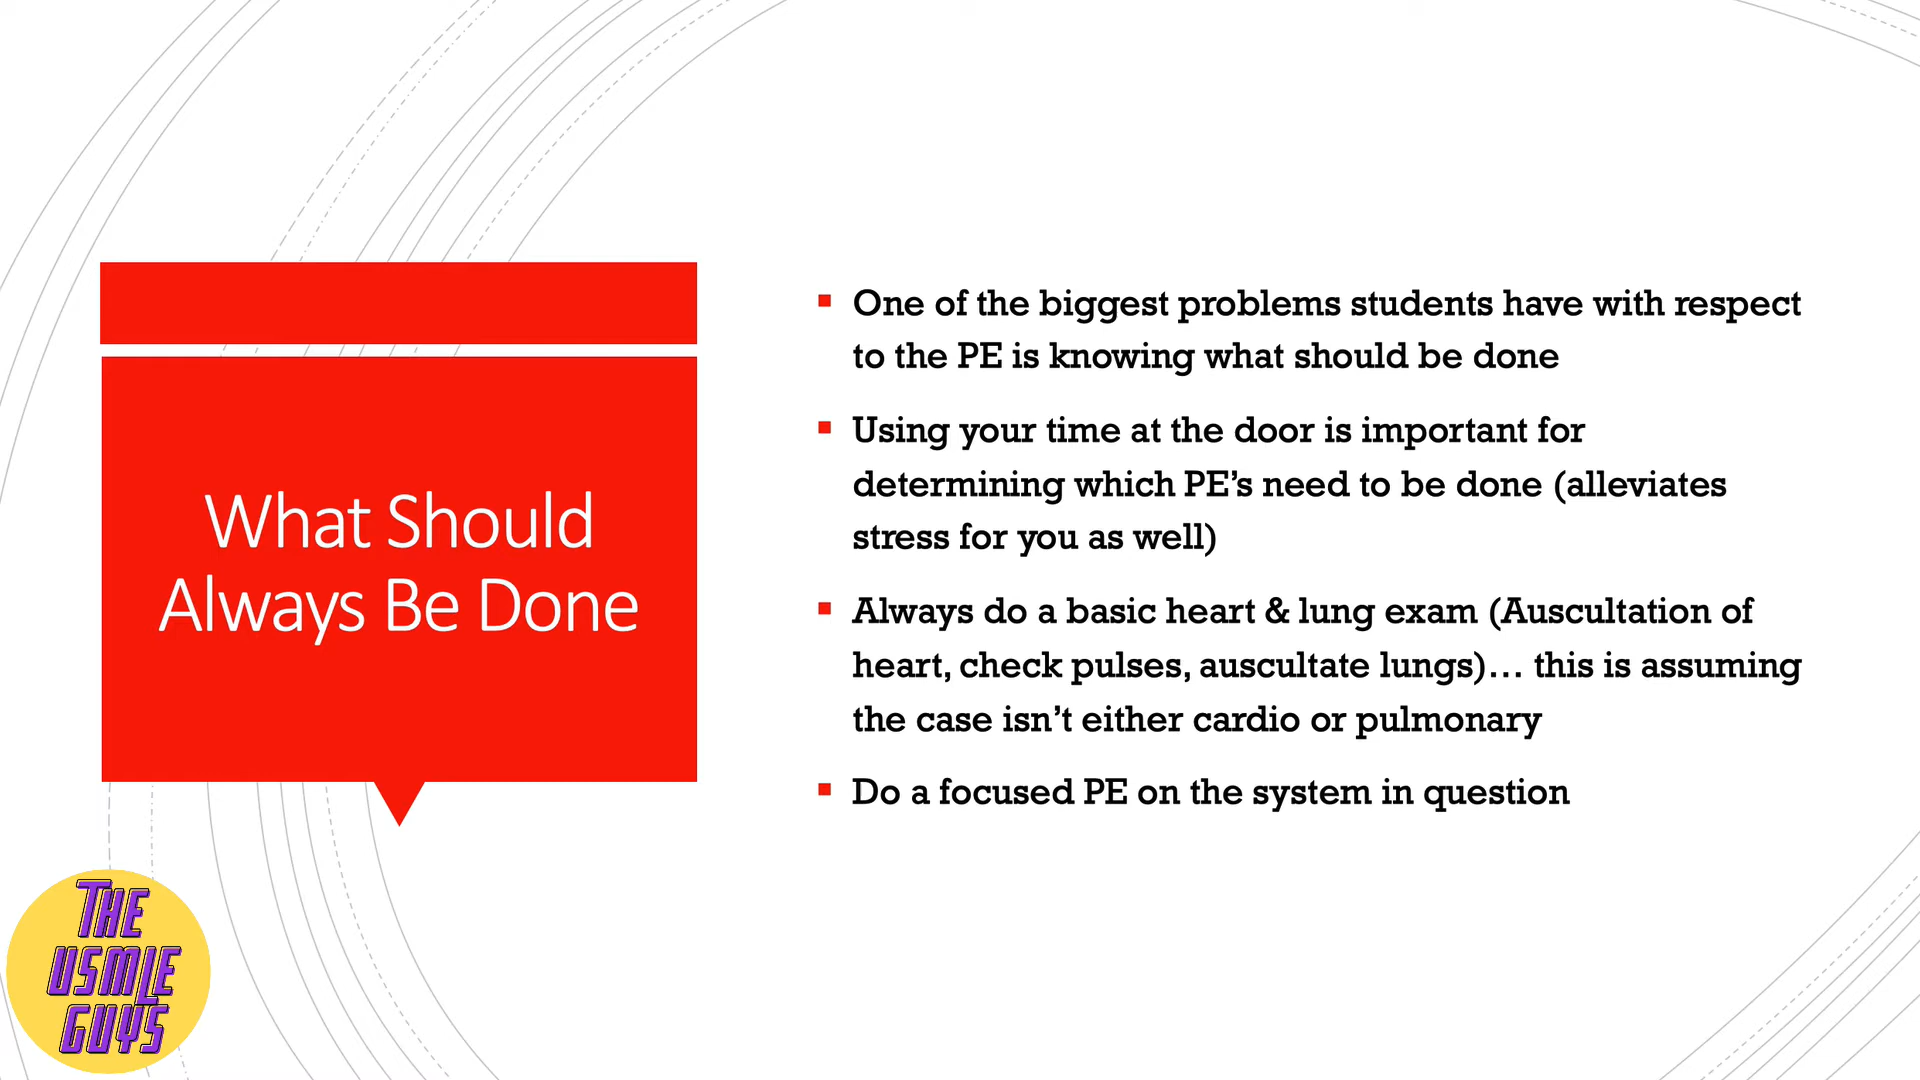 What Should
Always Be Done
One of the biggest problems students have with respect
to the PE is knowing what should be done
Using your time at the door is important for
determining which PE’s need to be done (alleviates
stress for you as well)
Always do a basic heart & lung exam (Auscultation of
heart, check pulses, auscultate lungs)… this is assuming
the case isn’t either cardio or pulmonary
Do a focused PE on the system in question
THE
USMLE
GUYS